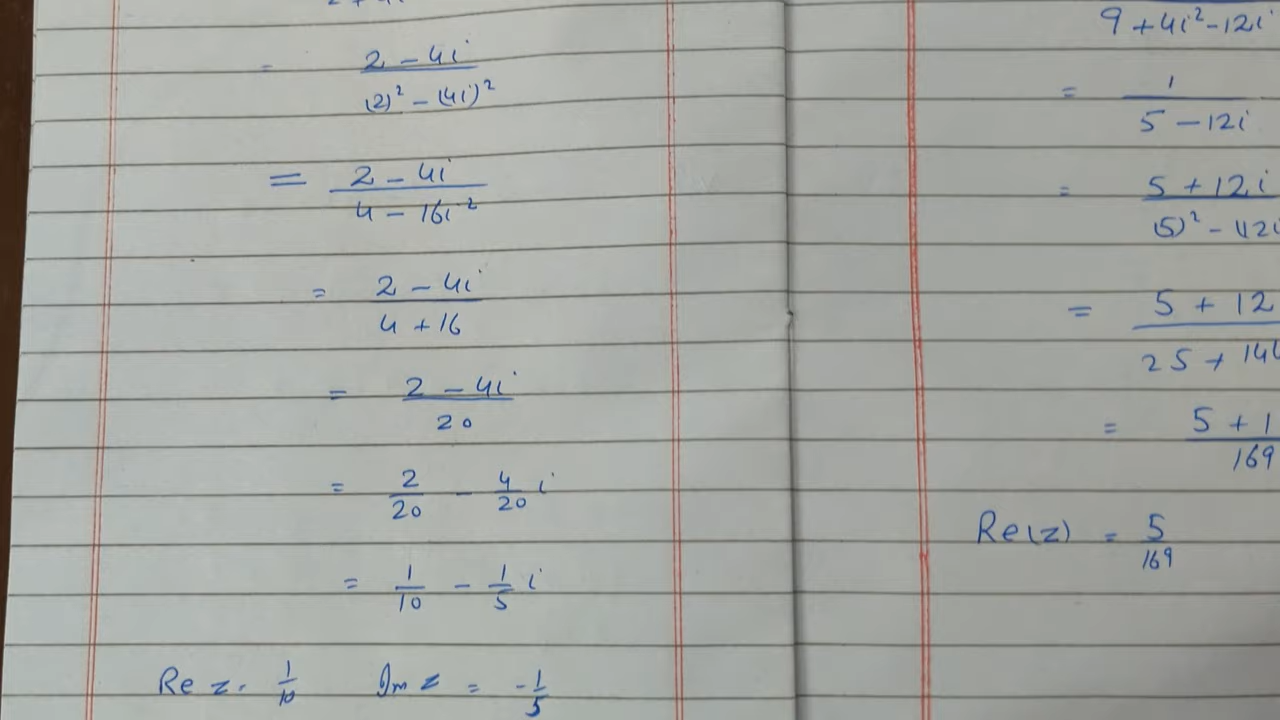 = 2 - 4i
(2)² - (4i)²
= 2 - 4i
4 - 16i²
= 2 - 4i
4 + 16
= 2 - 4i
20
= 2/20 - 4/20 i
= 1/10 - 1/5 i
Re z = 1/10 Im z = -1/5
9 + 4i² - 12i
= 1
5 - 12i
= 5 + 12i
(5)² - (12i
= 5 + 12
25 + 144
= 5 + 1
169
Re(z) = 5/169